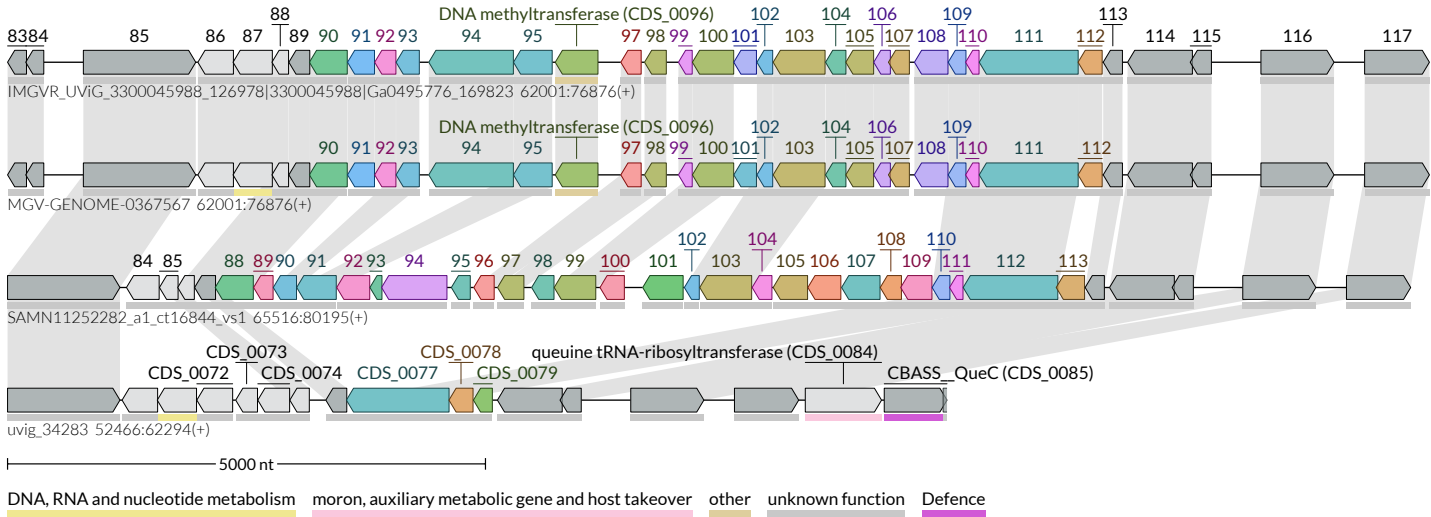 88
DNA methyltransferase (CDS_0096) 102 104 106 109 113
83 84 85 86 87 89 90 91 92 93 94 95 97 98 99 100 101 103 105 107 108 110 111 112 114 115 116 117
IMGVR_UViG_3300045988_126978|3300045988|Ga0495776_169823 62001:76876(+)
DNA methyltransferase (CDS_0096) 102 104 106 109
90 91 92 93 94 95 97 98 99 100 101 103 105 107 108 110 111 112
MGV-GENOME-0367567 62001:76876(+)
102 104 108 110
84 85 88 89 90 91 92 93 94 95 96 97 98 99 100 101 103 105 106 107 109 111 112 113
SAMN11252282_a1_ct16844_vs1 65516:80195(+)
CDS_0073 CDS_0078 queuine tRNA-ribosyltransferase (CDS_0084)
CDS_0072 CDS_0074 CDS_0077 CDS_0079 CBASS__QueC (CDS_0085)
uvig_34283 52466:62294(+)
5000 nt
DNA, RNA and nucleotide metabolism moron, auxiliary metabolic gene and host takeover other unknown function Defence